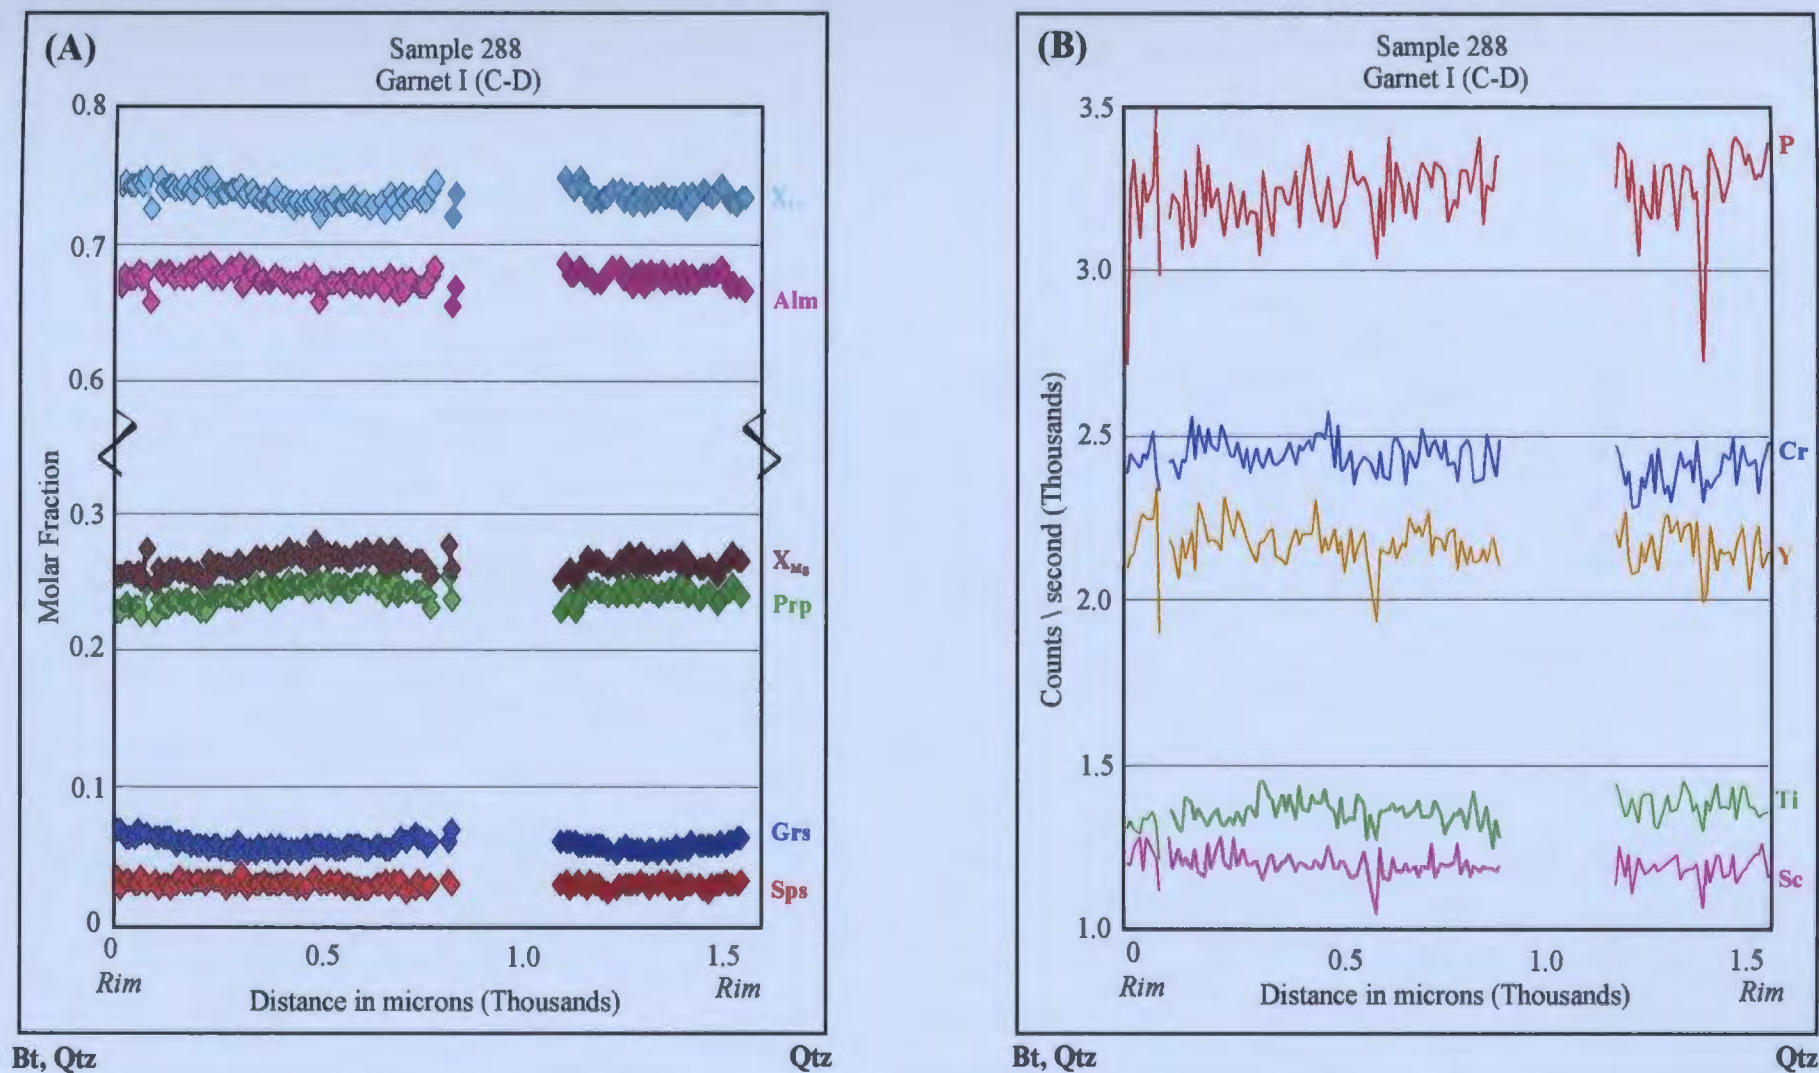 (A)
Sample 288
Garnet I (C-D)
0.8
0.7
0.6
0.3
0.2
0.1
0
Molar Fraction
Alm
X_Mg
Prp
Grs
Sps
0 0.5 1.0 1.5
Rim Rim
Distance in microns (Thousands)
Bt, Qtz Qtz
(B)
Sample 288
Garnet I (C-D)
3.5
3.0
2.5
2.0
1.5
1.0
Counts \ second (Thousands)
P
Cr
Y
Ti
Sc
0 0.5 1.0 1.5
Rim Rim
Distance in microns (Thousands)
Bt, Qtz Qtz